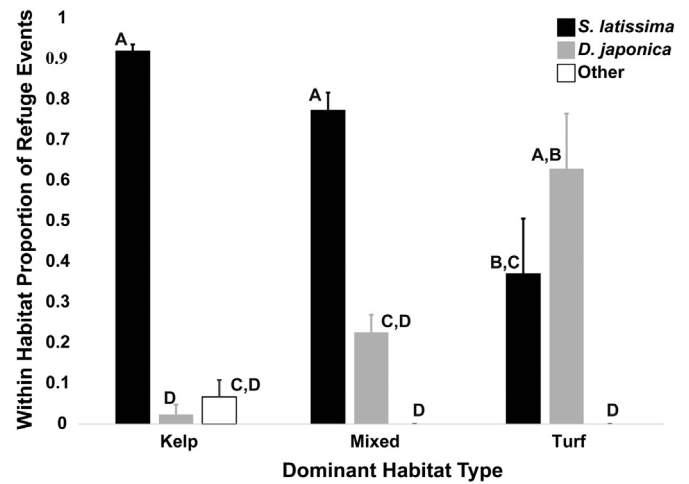 Within Habitat Proportion of Refuge Events
1
0.9
0.8
0.7
0.6
0.5
0.4
0.3
0.2
0.1
0
S. latissima
D. japonica
Other
A
D
C,D
A
C,D
D
B,C
A,B
D
Kelp
Mixed
Turf
Dominant Habitat Type